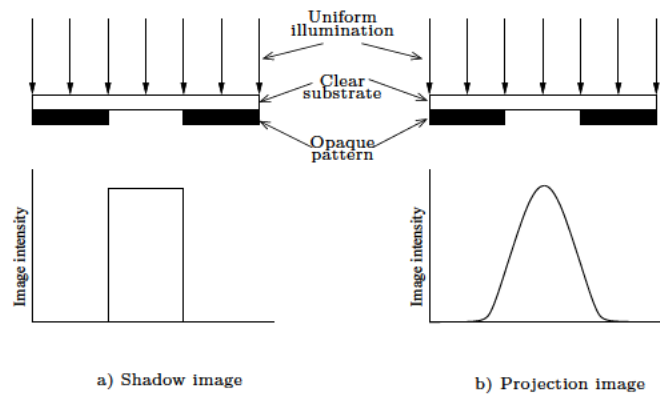 Uniform
illumination
Clear
substrate
Opaque
pattern
Image intensity
Image intensity
a) Shadow image
b) Projection image